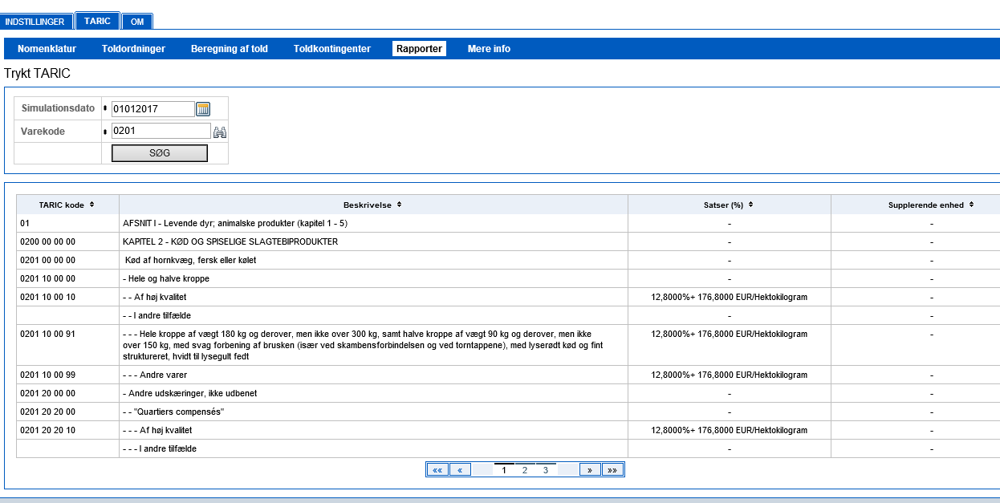 INDSTILLINGER TARIC OM
Nomenklatur Toldordninger Beregning af told Toldkontingenter Rapporter Mere info
Trykt TARIC
Simulationsdato 01012017
Varekode 0201
SØG
TARIC kode Beskrivelse Satser (%) Supplerende enhed
01 AFSNIT I - Levende dyr; animalske produkter (kapitel 1 - 5) - -
0200 00 00 00 KAPITEL 2 - KØD OG SPISELIGE SLAGTEBIPRODUKTER - -
0201 00 00 00 Kød af hornkvæg, fersk eller kølet - -
0201 10 00 00 - Hele og halve kroppe - -
0201 10 00 10 - - Af høj kvalitet 12,8000%+ 176,8000 EUR/Hektokilogram -
- - I andre tilfælde - -
0201 10 00 91 - - - Hele kroppe af vægt 180 kg og derover, men ikke over 300 kg, samt halve kroppe af vægt 90 kg og derover, men ikke 12,8000%+ 176,8000 EUR/Hektokilogram -
over 150 kg, med svag forbening af brusken (især ved skambensforbindelsen og ved torntappene), med lyserødt kød og fint
struktureret, hvidt til lysegult fedt
0201 10 00 99 - - - Andre varer 12,8000%+ 176,8000 EUR/Hektokilogram -
0201 20 00 00 - Andre udskæringer, ikke udbenet - -
0201 20 20 00 - - "Quartiers compensés" - -
0201 20 20 10 - - - Af høj kvalitet 12,8000%+ 176,8000 EUR/Hektokilogram -
- - - I andre tilfælde - -
«« « 1 2 3 » »»